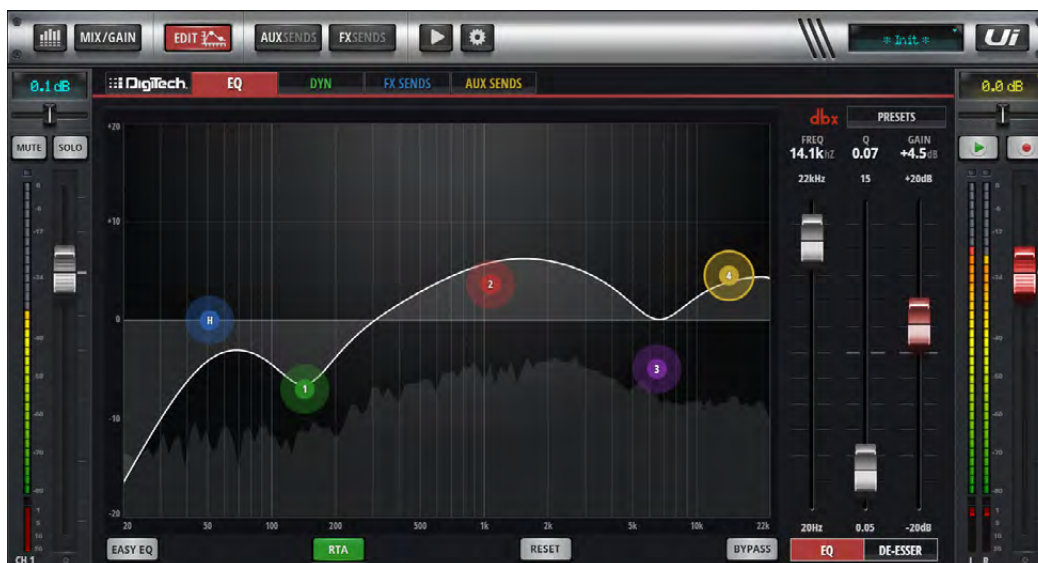 MIX/GAIN EDIT AUXSENDS FXSENDS *Init* Ui
0.1 dB DigiTech EQ DYN FX SENDS AUX SENDS 0.0 dB
dbx PRESETS
MUTE SOLO
FREQ Q GAIN
14.1khZ 0.07 +4.5dB
22kHz 15 +20dB
+20
+10
0
-10
-20
H
1
2
3
4
20 50 100 200 500 1k 2k 5k 10k 22k
20Hz 0.05 -20dB
EASY EQ RTA RESET BYPASS EQ DE-ESSER
CH 1 L R